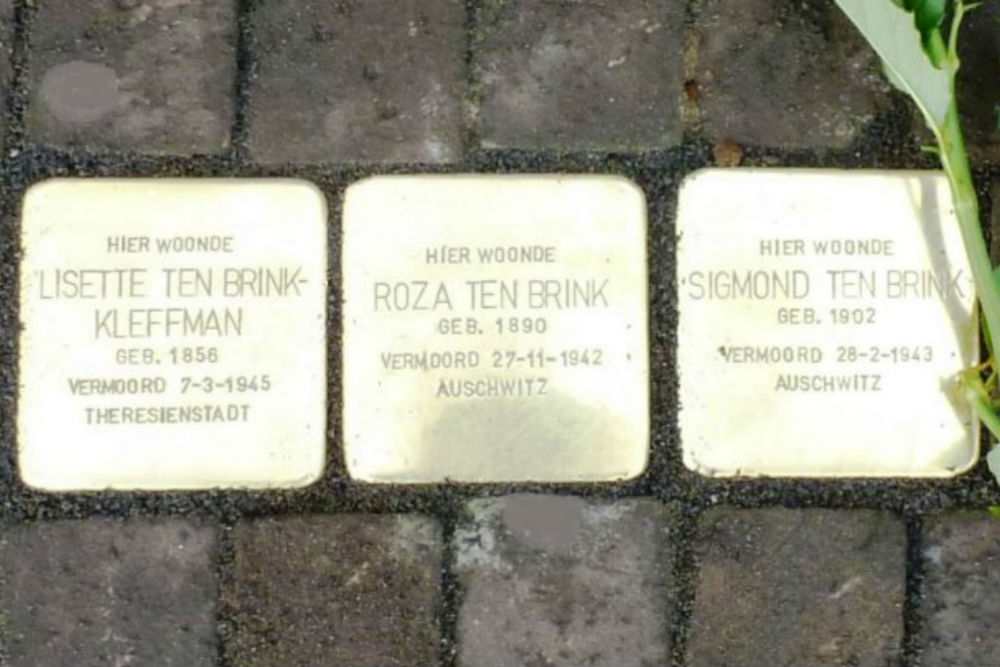 HIER WOONDE
LISETTE TEN BRINK-
KLEFFMAN
GEB. 1856
VERMOORD 7-3-1945
THERESIENSTADT
HIER WOONDE
ROZA TEN BRINK
GEB. 1890
VERMOORD 27-11-1942
AUSCHWITZ
HIER WOONDE
SIGMOND TEN BRINK
GEB. 1902
VERMOORD 28-2-1943
AUSCHWITZ